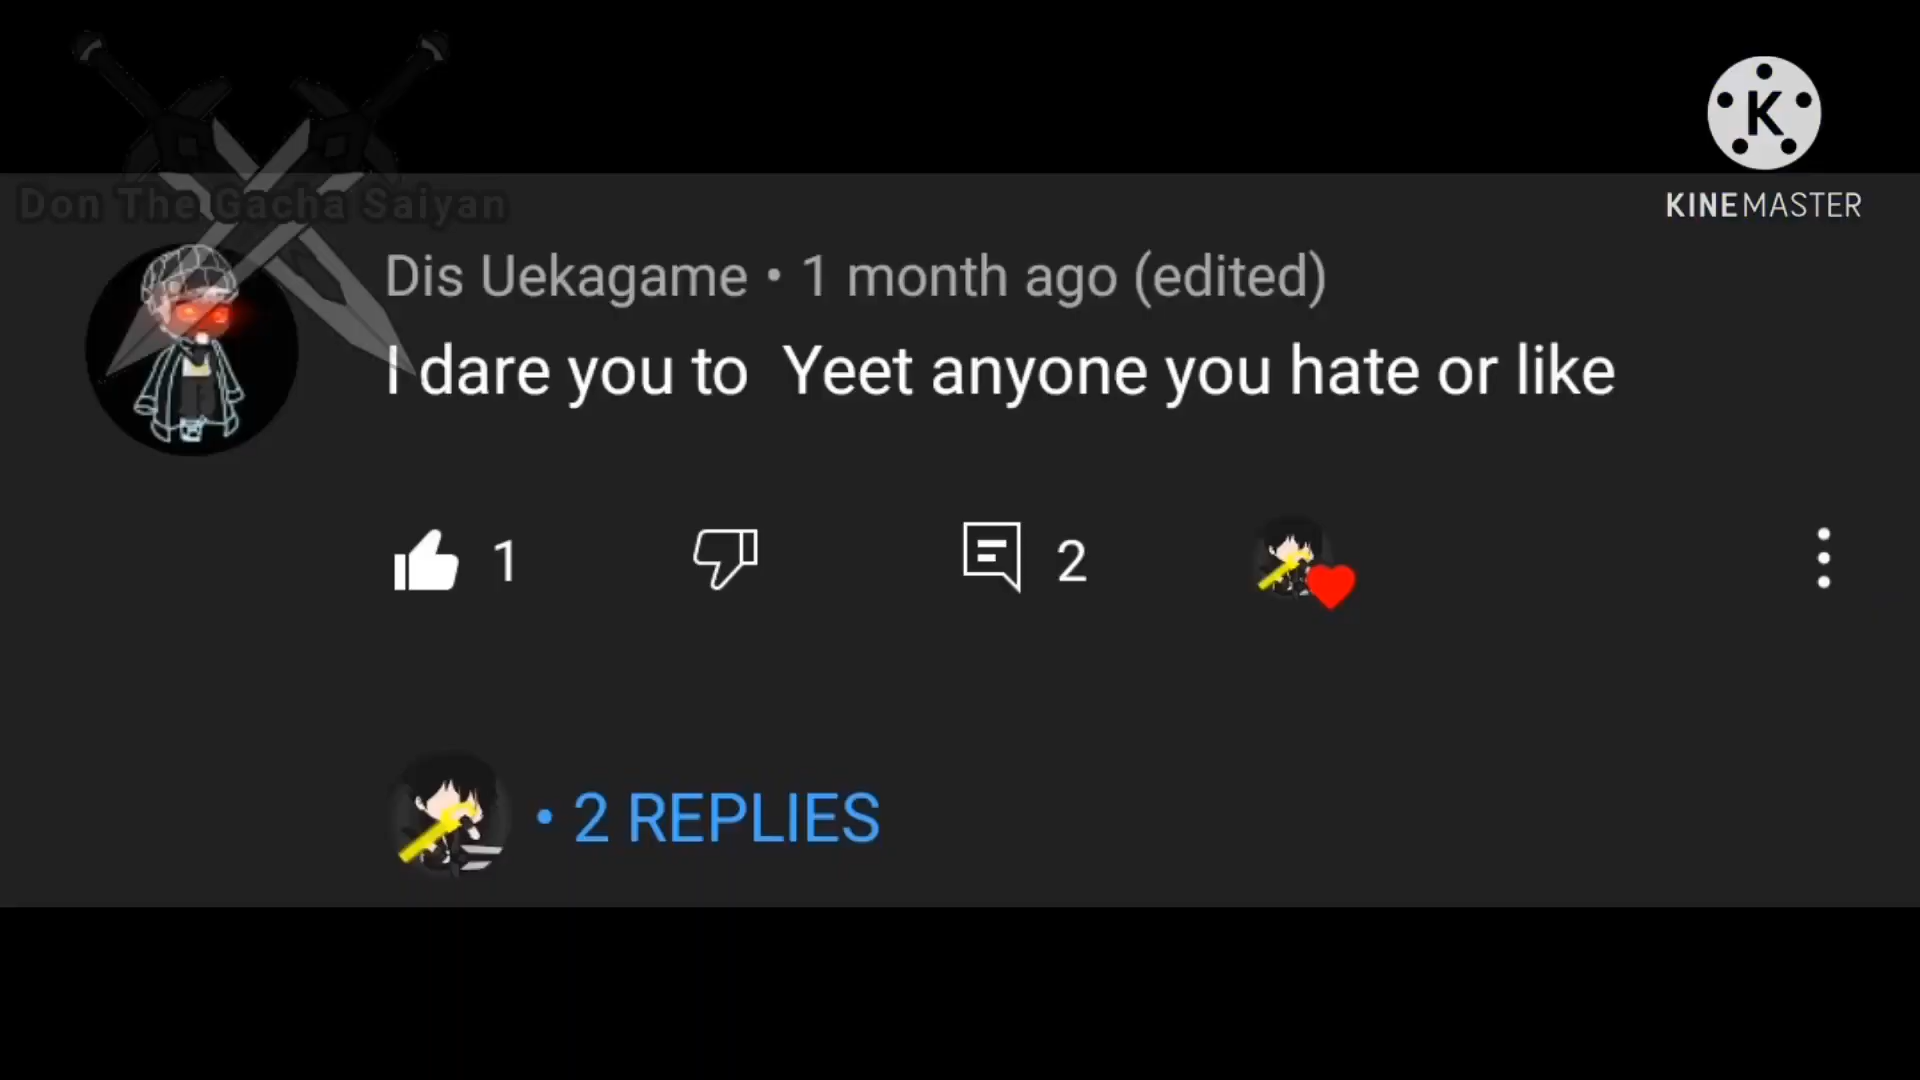 KINEMASTER
Don The Gacha Saiyan
Dis Uekagame • 1 month ago (edited)
I dare you to  Yeet anyone you hate or like
1
2
• 2 REPLIES